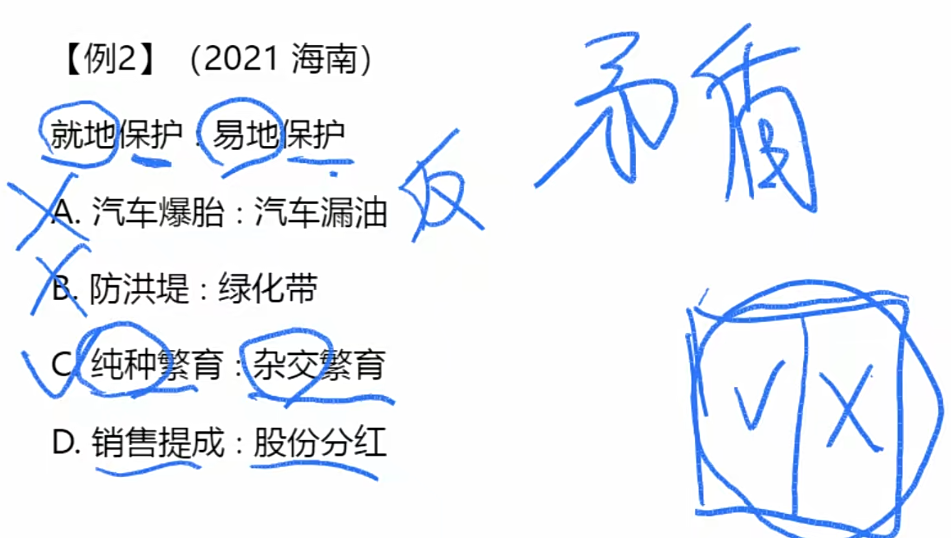 【例2】（2021 海南）
矛盾
就地保护：易地保护
A. 汽车爆胎：汽车漏油
反
B. 防洪堤：绿化带
C. 纯种繁育：杂交繁育
D. 销售提成：股份分红